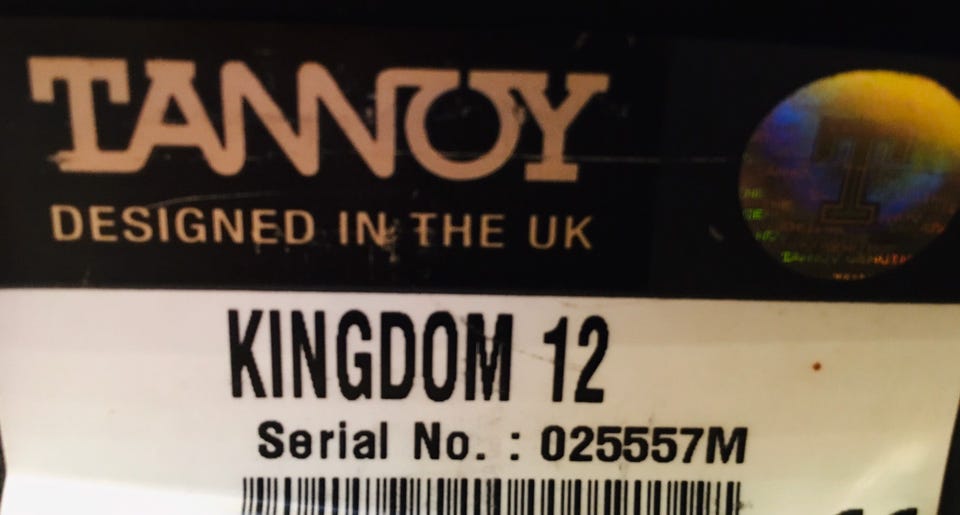 TANNOY
DESIGNED IN THE UK
T
KINGDOM 12
Serial No. : 025557M